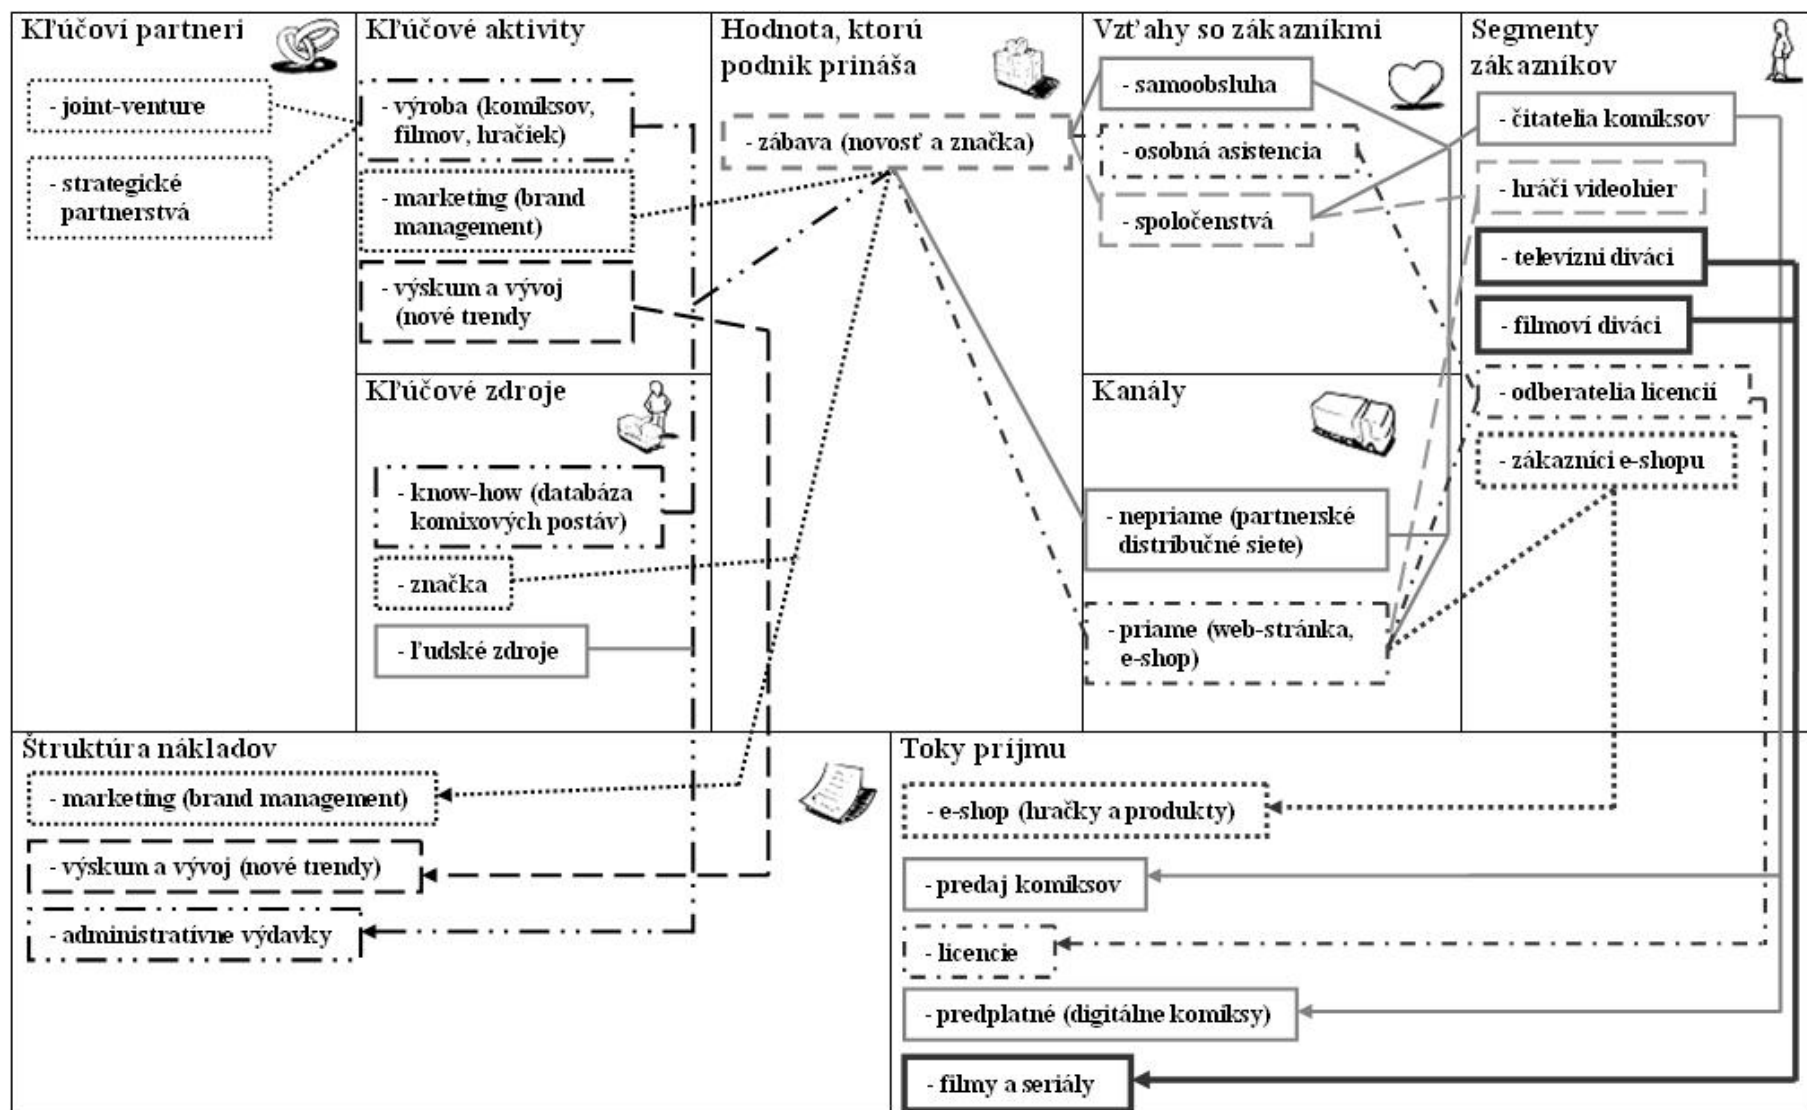 Kľúčoví partneri
- joint-venture
- strategické
partnerstvá
Kľúčové aktivity
- výroba (komiksov,
filmov, hračiek)
- marketing (brand
management)
- výskum a vývoj
(nové trendy
Kľúčové zdroje
- know-how (databáza
komixových postáv)
- značka
- ľudské zdroje
Hodnota, ktorú
podnik prináša
- zábava (novosť a značka)
Vzťahy so zákazníkmi
- samoobsluha
- osobná asistencia
- spoločenstvá
Kanály
- nepriame (partnerské
distribučné siete)
- priame (web-stránka,
e-shop)
Segmenty
zákazníkov
- čitatelia komiksov
- hráči videohier
- televízni diváci
- filmoví diváci
- odberatelia licencií
- zákazníci e-shopu
Štruktúra nákladov
- marketing (brand management)
- výskum a vývoj (nové trendy)
- administratívne výdavky
Toky príjmu
- e-shop (hračky a produkty)
- predaj komiksov
- licencie
- predplatné (digitálne komiksy)
- filmy a seriály